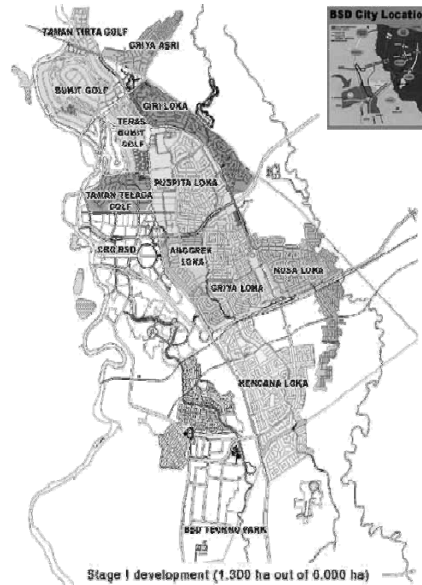 BSD City Location
TAMAN TIRTA GOLF
GRIYA ASRI
BUKIT GOLF
GIRI LOKA
TERAS
BUKIT
GOLF
PUSPITA LOKA
TAMAN TELAGA
GOLF
CBD BSD
ANGGREK
LOKA
NUSA LOKA
GRIYA LOKA
KENCANA LOKA
BSD TECKNO PARK
Stage I development (1,300 ha out of 6,000 ha)